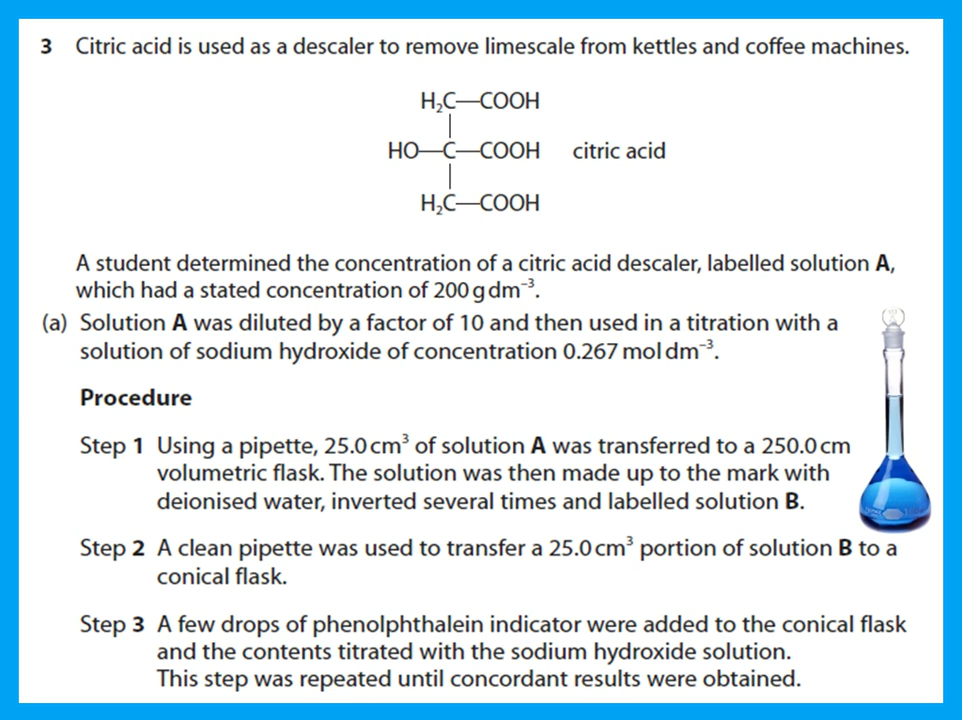 3 Citric acid is used as a descaler to remove limescale from kettles and coffee machines.
H₂C—COOH
HO—C—COOH citric acid
H₂C—COOH
A student determined the concentration of a citric acid descaler, labelled solution A,
which had a stated concentration of 200 g dm⁻³.
(a) Solution A was diluted by a factor of 10 and then used in a titration with a
solution of sodium hydroxide of concentration 0.267 mol dm⁻³.
Procedure
Step 1 Using a pipette, 25.0 cm³ of solution A was transferred to a 250.0 cm
volumetric flask. The solution was then made up to the mark with
deionised water, inverted several times and labelled solution B.
Step 2 A clean pipette was used to transfer a 25.0 cm³ portion of solution B to a
conical flask.
Step 3 A few drops of phenolphthalein indicator were added to the conical flask
and the contents titrated with the sodium hydroxide solution.
This step was repeated until concordant results were obtained.